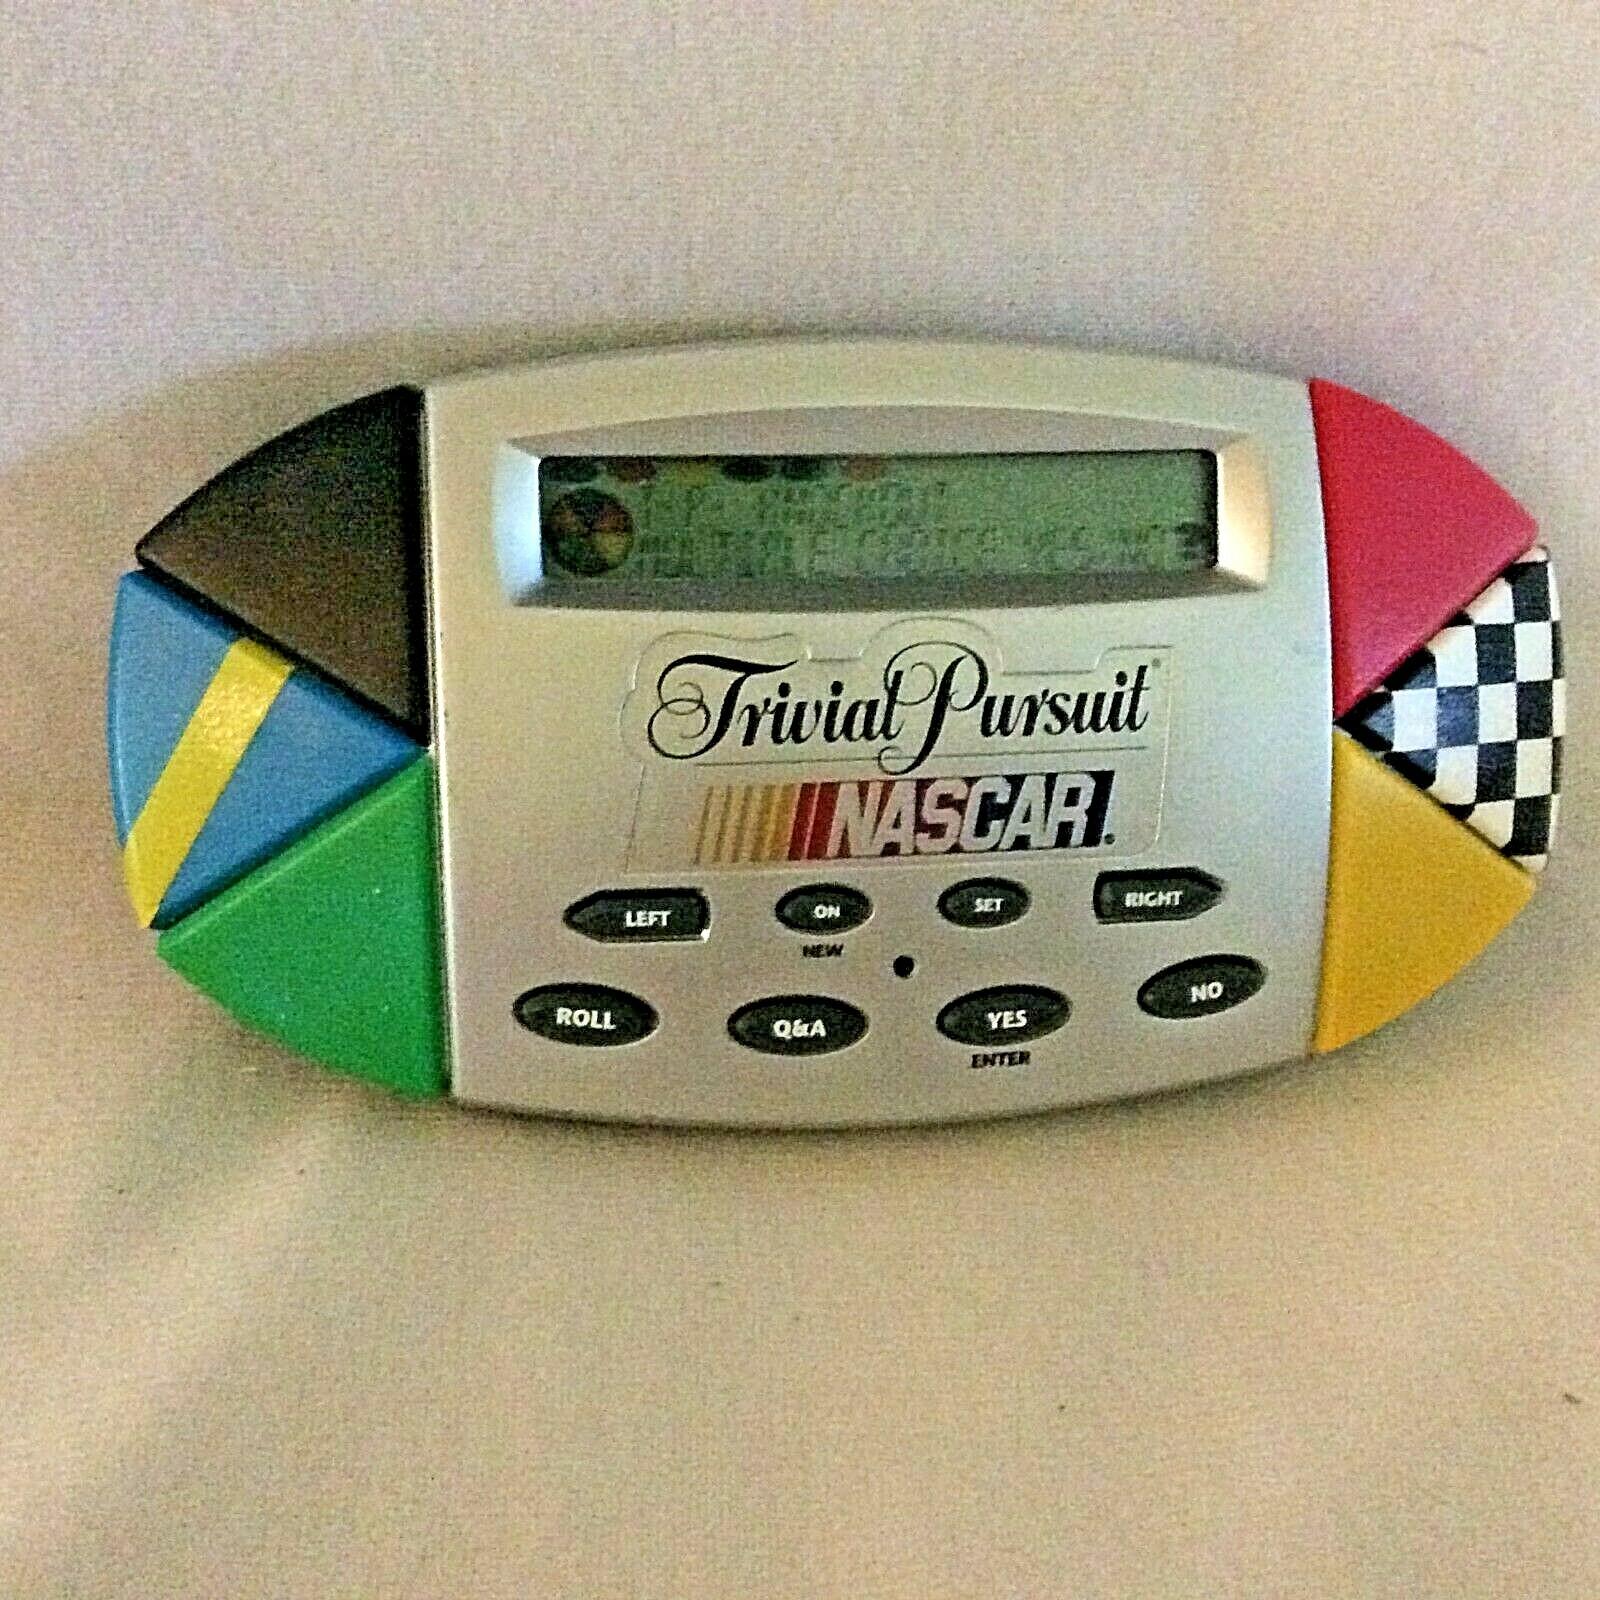 Trivial Pursuit
NASCAR
LEFT ON SET RIGHT
NEW
ROLL Q&A YES NO
ENTER